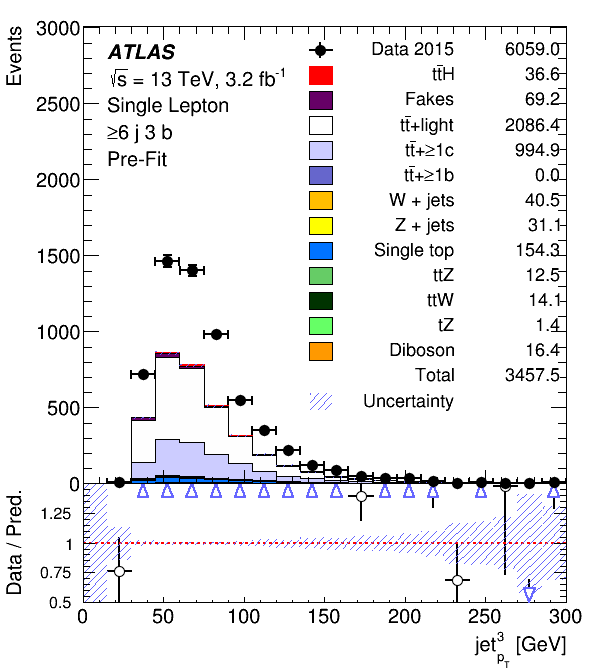 Events
3000
2500
2000
1500
1000
500
0
ATLAS
√s = 13 TeV, 3.2 fb⁻¹
Single Lepton
≥6 j 3 b
Pre-Fit
Data 2015 6059.0
tt̄H 36.6
Fakes 69.2
tt̄+light 2086.4
tt̄+≥1c 994.9
tt̄+≥1b 0.0
W + jets 40.5
Z + jets 31.1
Single top 154.3
ttZ 12.5
ttW 14.1
tZ 1.4
Diboson 16.4
Total 3457.5
Uncertainty
Data / Pred.
1.25
1
0.75
0.5
0 50 100 150 200 250 300
jet³_pT [GeV]